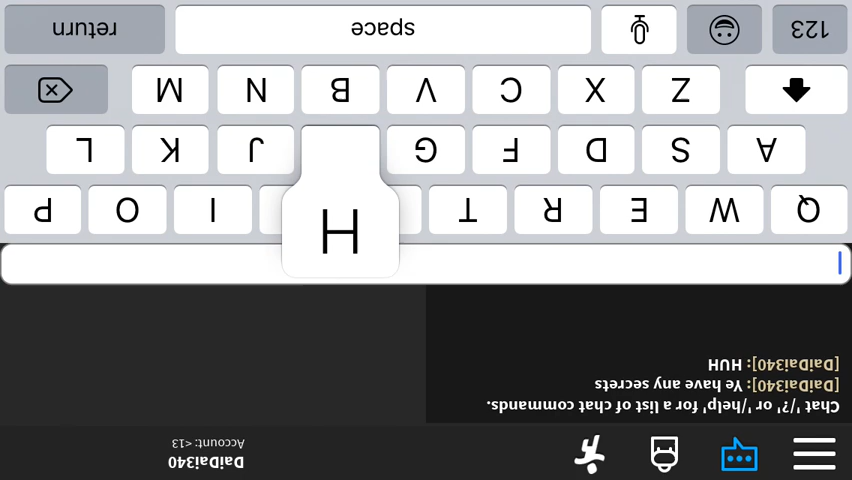 DaiDai340
Account: <13
Chat '/?' or '/help' for a list of chat commands.
[DaiDai340]: Ye have any secrets
[DaiDai340]: HUH
Q W E R T I O P
A S D F G H J K L
Z X C V B N M
123 space return